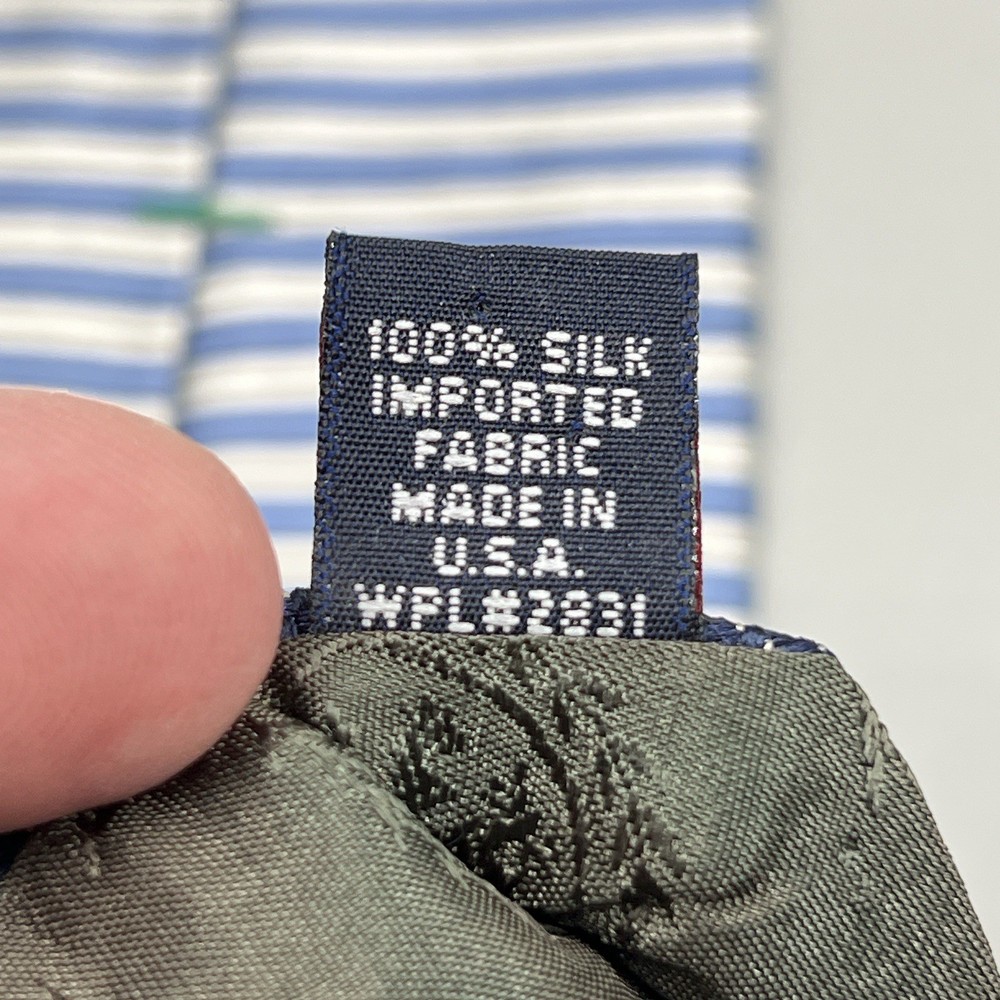 100% SILK
IMPORTED
FABRIC
MADE IN
U.S.A.
WPL#2831